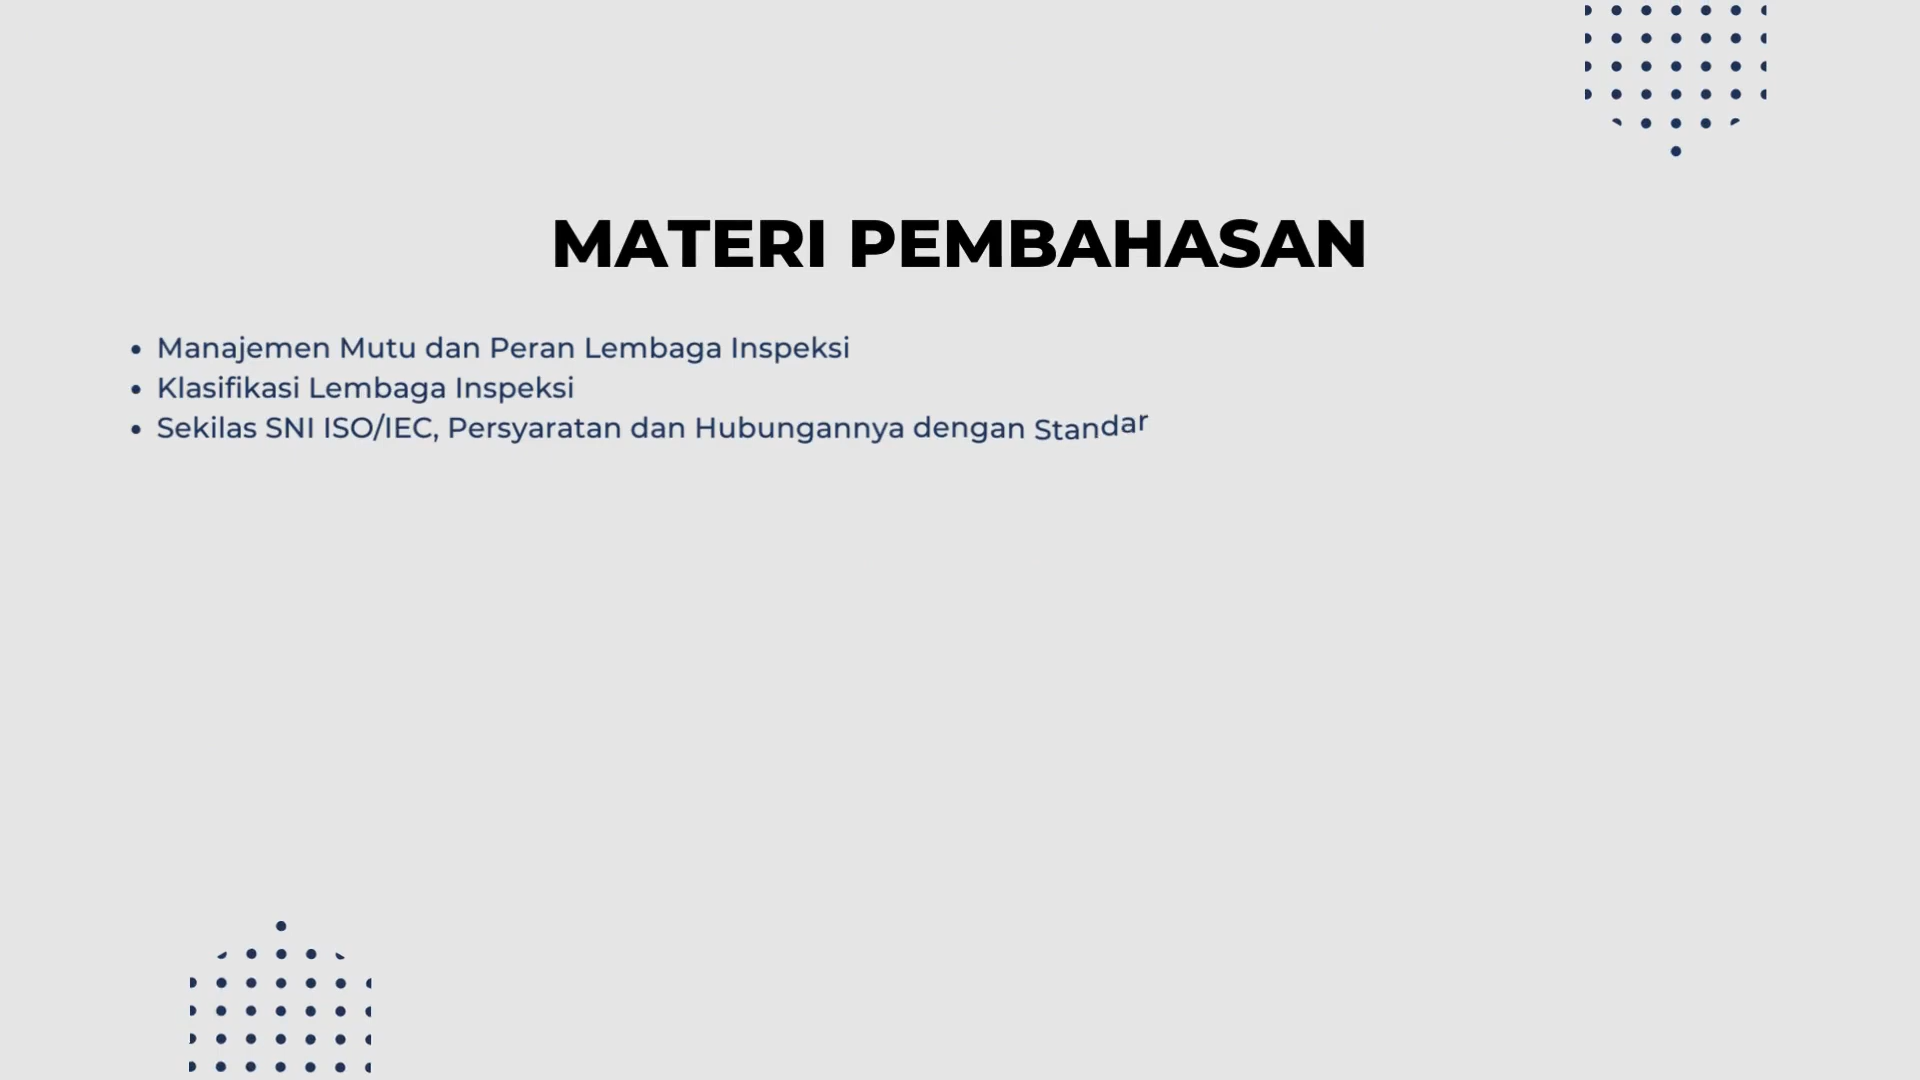 MATERI PEMBAHASAN
• Manajemen Mutu dan Peran Lembaga Inspeksi
• Klasifikasi Lembaga Inspeksi
• Sekilas SNI ISO/IEC, Persyaratan dan Hubungannya dengan Standar